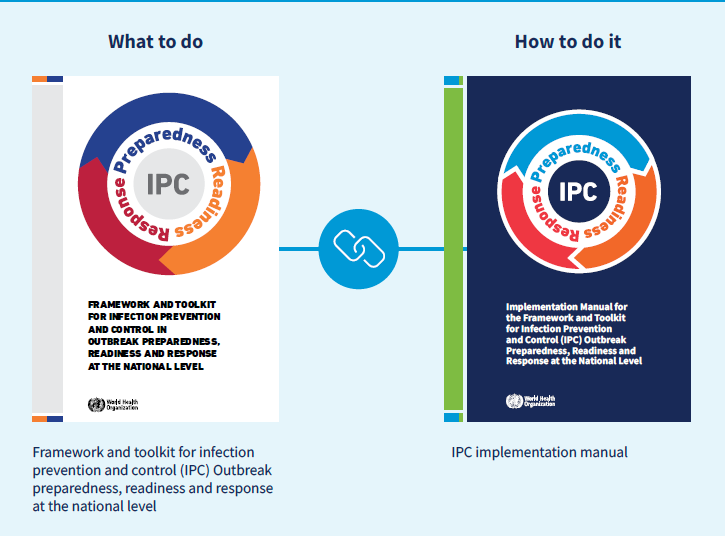 What to do
How to do it
Preparedness
Readiness
Response
IPC
FRAMEWORK AND TOOLKIT
FOR INFECTION PREVENTION
AND CONTROL IN
OUTBREAK PREPAREDNESS,
READINESS AND RESPONSE
AT THE NATIONAL LEVEL
World Health
Organization
Preparedness
Readiness
Response
IPC
Implementation Manual for
the Framework and Toolkit
for Infection Prevention
and Control (IPC) Outbreak
Preparedness, Readiness and
Response at the National Level
World Health
Organization
Framework and toolkit for infection
prevention and control (IPC) Outbreak
preparedness, readiness and response
at the national level
IPC implementation manual